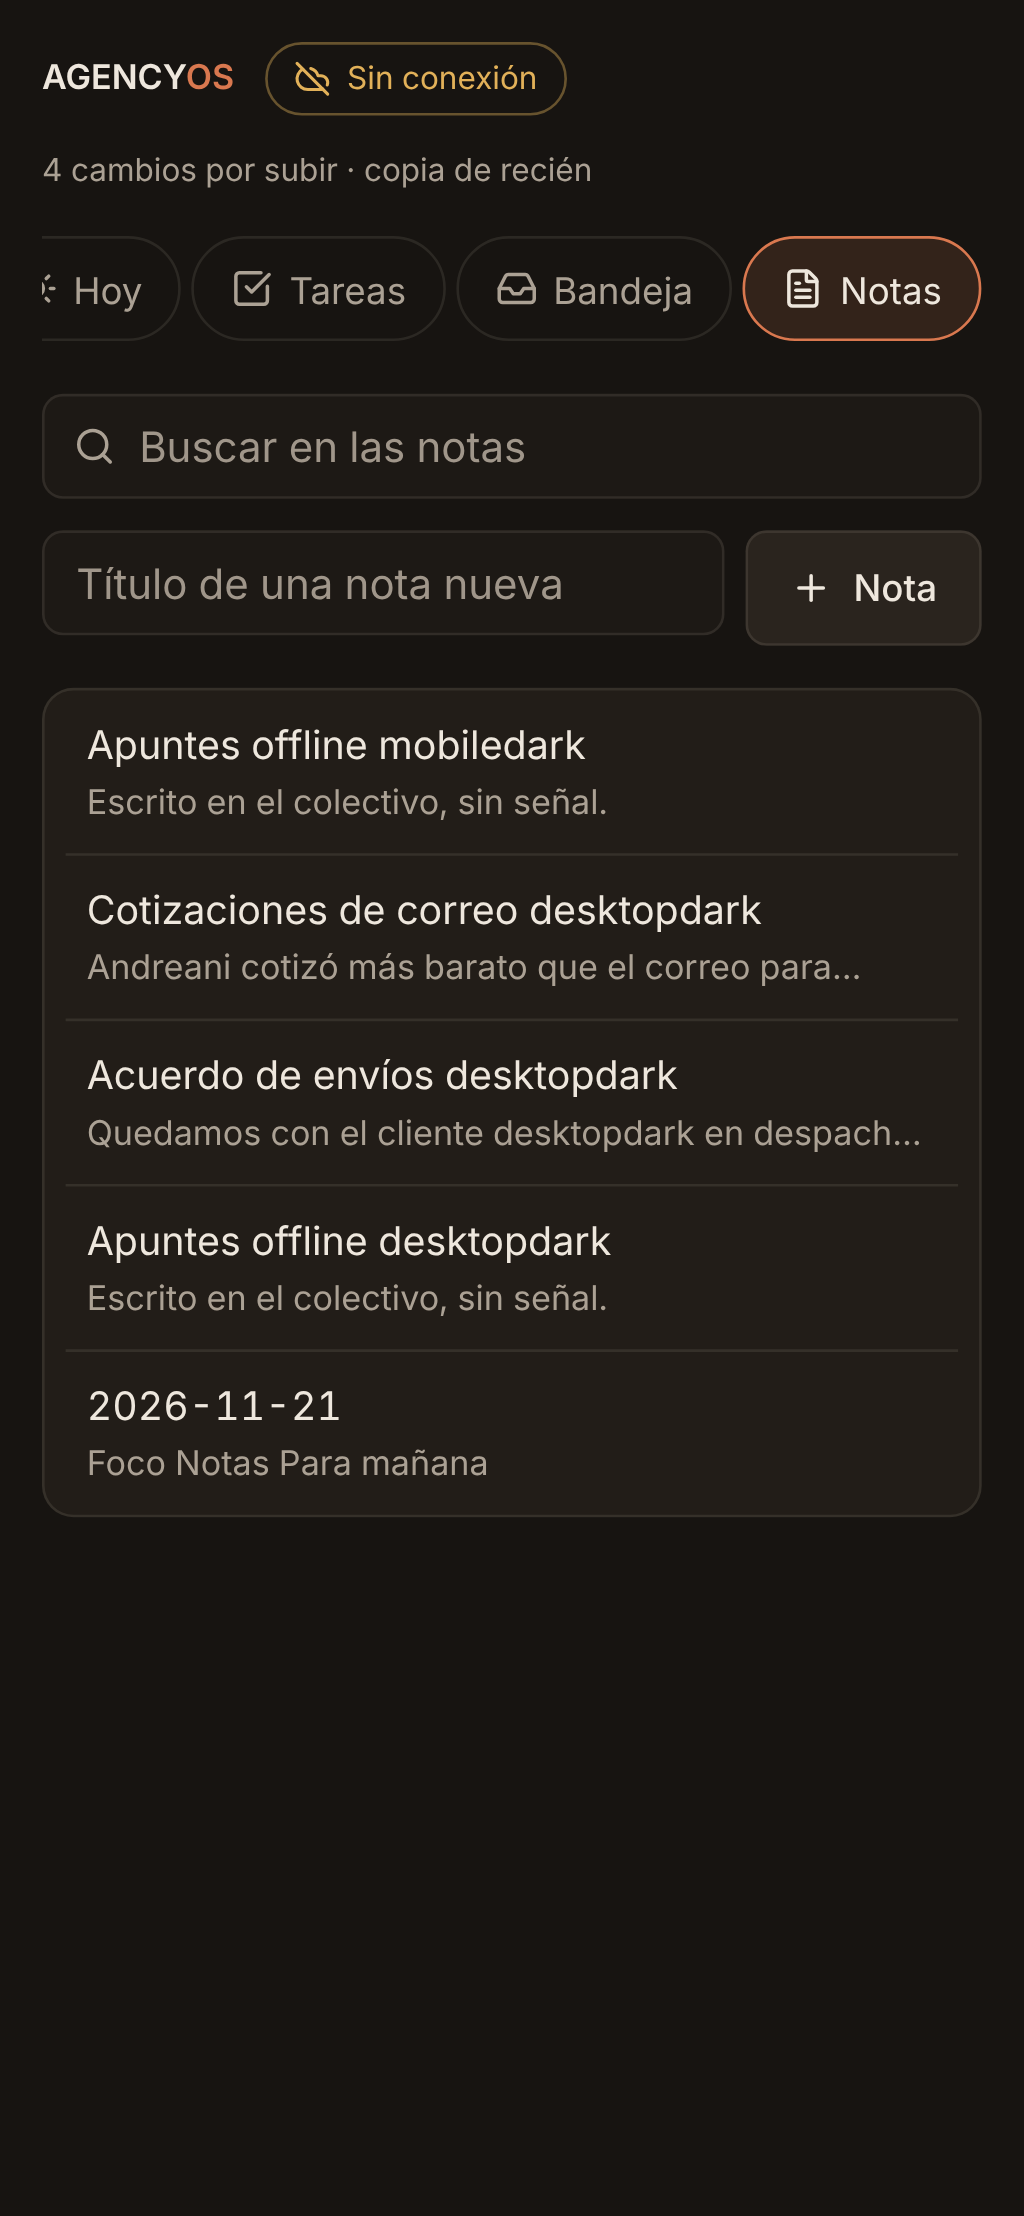 AGENCYOS
Sin conexión
4 cambios por subir · copia de recién
Hoy
Tareas
Bandeja
Notas
Buscar en las notas
Título de una nota nueva
+ Nota
Apuntes offline mobiledark
Escrito en el colectivo, sin señal.
Cotizaciones de correo desktopdark
Andreani cotizó más barato que el correo para...
Acuerdo de envíos desktopdark
Quedamos con el cliente desktopdark en despach...
Apuntes offline desktopdark
Escrito en el colectivo, sin señal.
2026-11-21
Foco Notas Para mañana